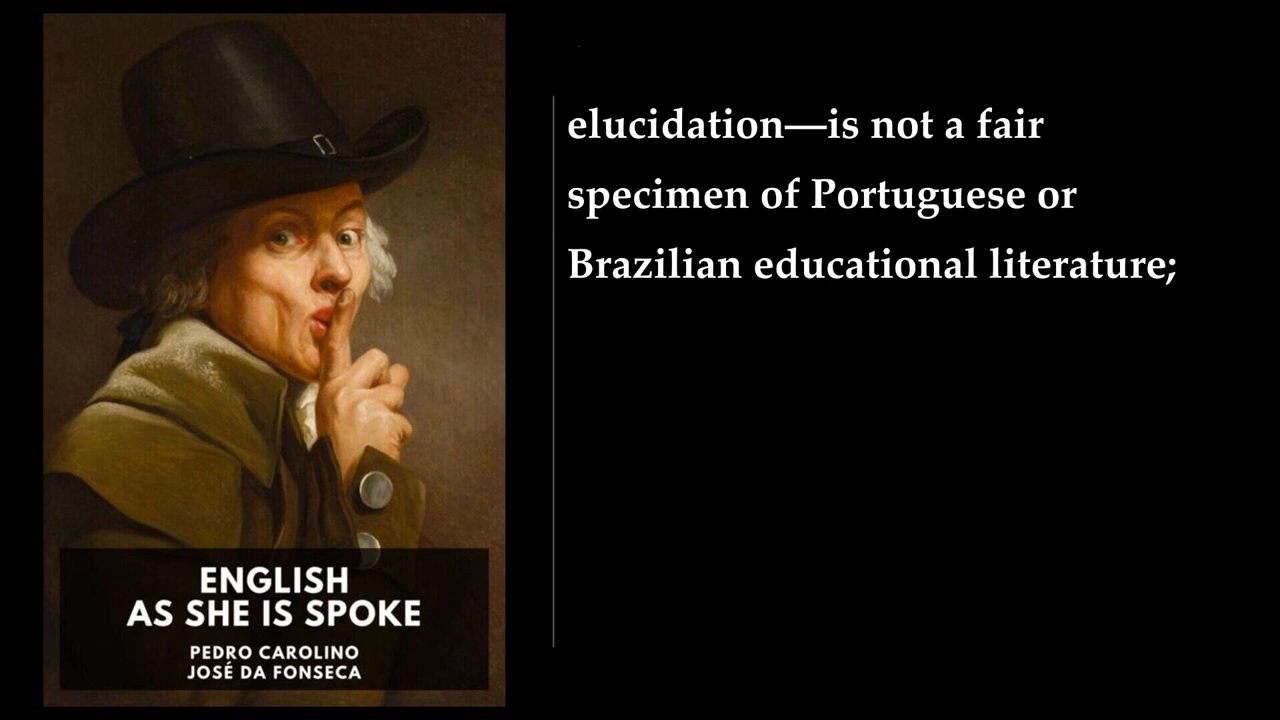 ENGLISH
AS SHE IS SPOKE
PEDRO CAROLINO
JOSÉ DA FONSECA
elucidation—is not a fair
specimen of Portuguese or
Brazilian educational literature;